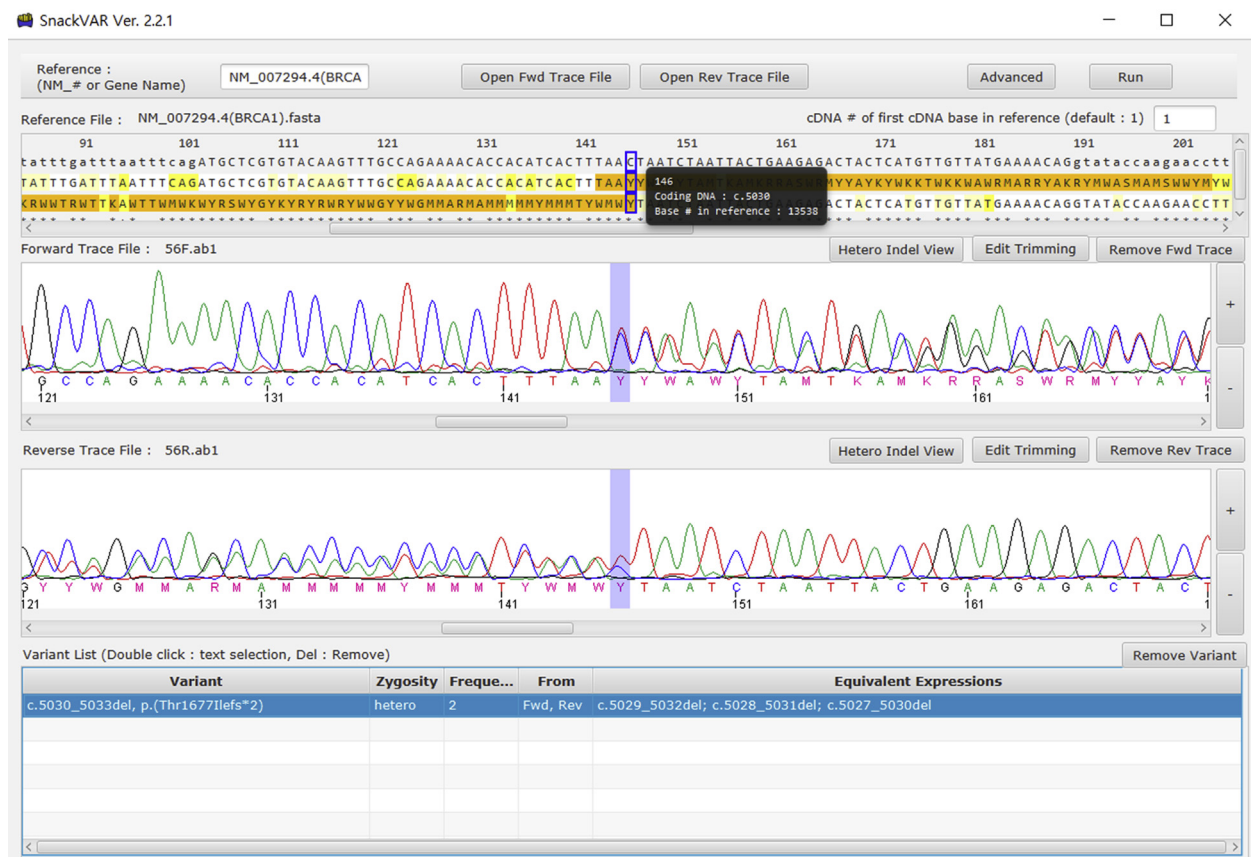 SnackVAR Ver. 2.2.1
Reference :
(NM_# or Gene Name)
NM_007294.4(BRCA
Open Fwd Trace File
Open Rev Trace File
Advanced
Run
Reference File : NM_007294.4(BRCA1).fasta
cDNA # of first cDNA base in reference (default : 1)
1
91 101 111 121 131 141 151 161 171 181 191 201
tatttgatttaatttcagATGCTCGTGTACAAGTTTGCCAGAAAACACCACATCACTTTAACTAATCTAATTACTGAAGAGACTACTCATGTTGTTATGAAAACAGgtataccaagaacctt
TATTTGATTTAATTTCAGATGCTCGTGTACAAGTTTGCCAGAAAACACCACATCACTTTAAY
146
Coding DNA : c.5030
Base # in reference : 13538
Forward Trace File : 56F.ab1
Hetero Indel View
Edit Trimming
Remove Fwd Trace
+
G C C A G A A A A C A C C A C A T C A C T T T A A Y Y W A W Y T A M T K A M K R R A S W R M Y Y A Y K
121 131 141 151 161 1
-
Reverse Trace File : 56R.ab1
Hetero Indel View
Edit Trimming
Remove Rev Trace
+
Y Y W G M M A R M A M M M M Y M M M T Y W M W Y T A A T C T A A T T A C T G A A G A G A C T A C T
121 131 141 151 161 1
-
Variant List (Double click : text selection, Del : Remove)
Remove Variant
Variant Zygosity Freque... From Equivalent Expressions
c.5030_5033del, p.(Thr1677Ilefs*2) hetero 2 Fwd, Rev c.5029_5032del; c.5028_5031del; c.5027_5030del